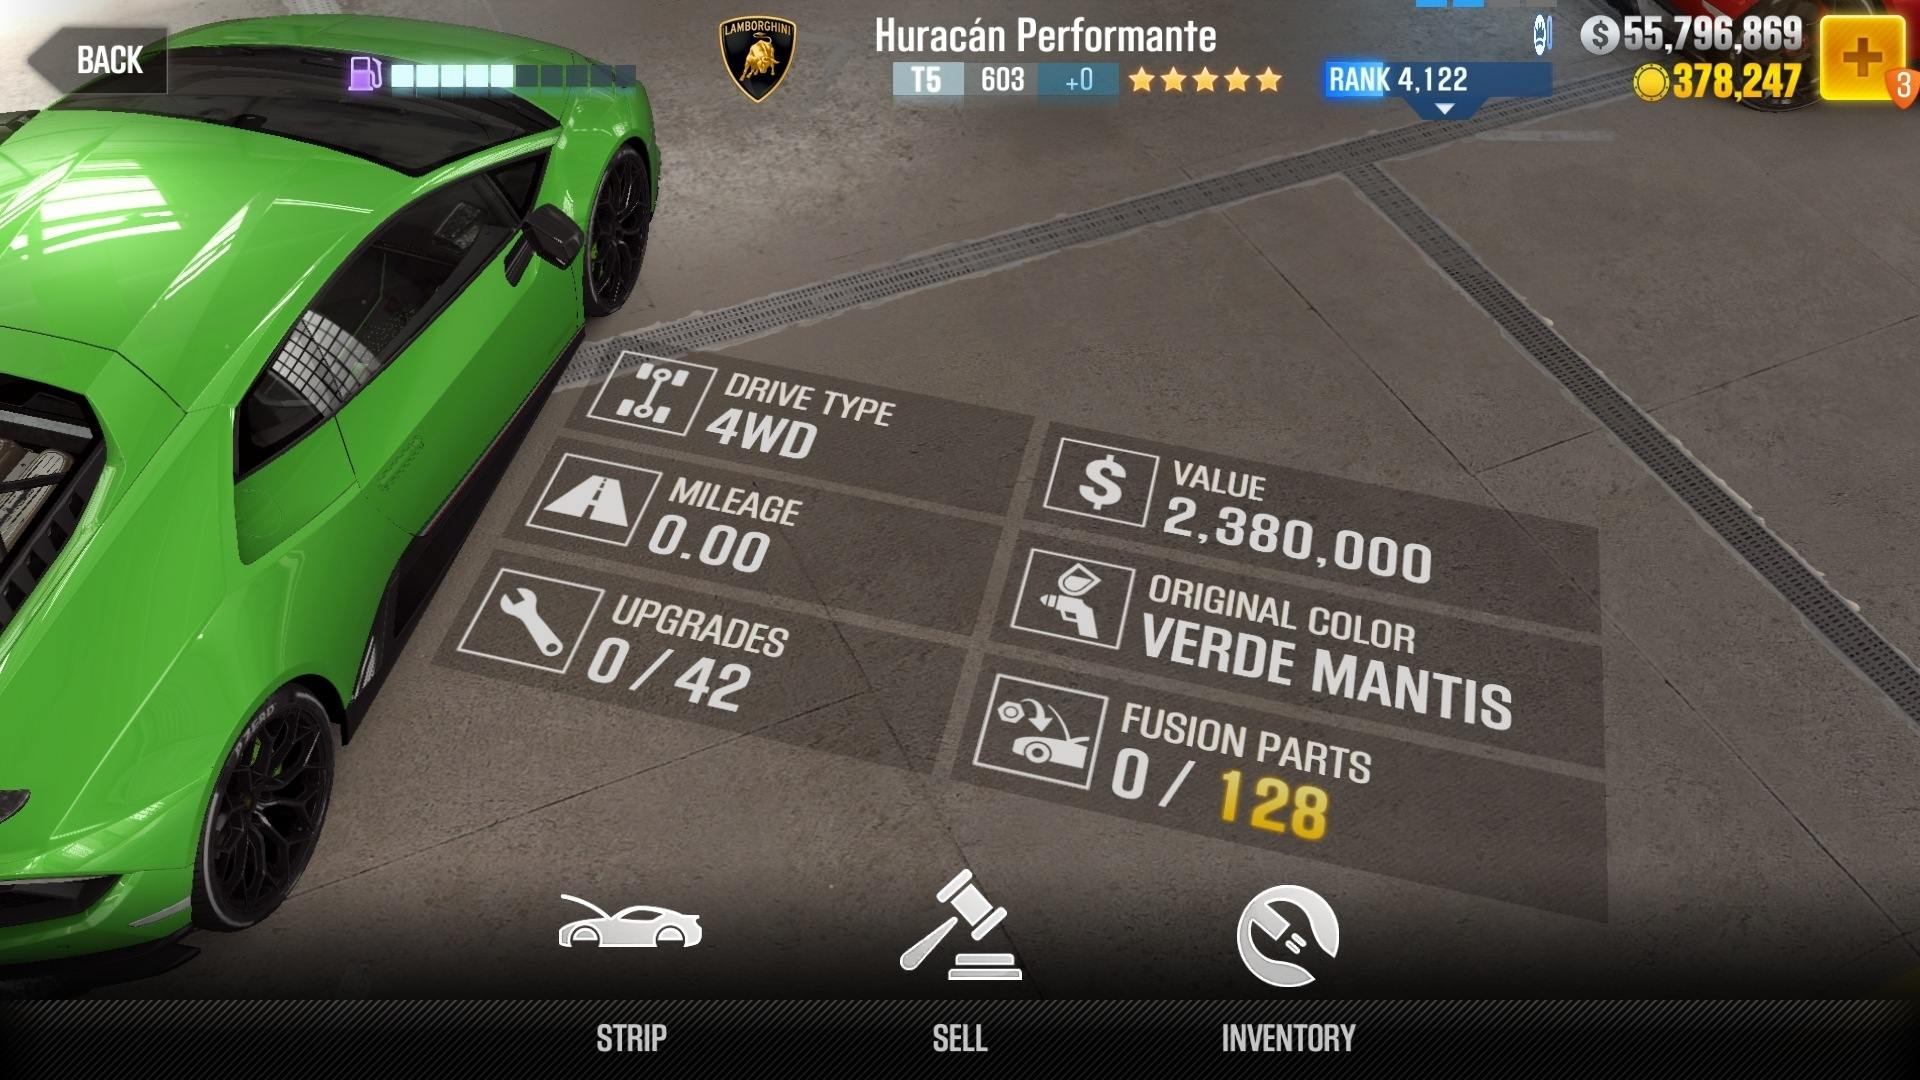 BACK
LAMBORGHINI
Huracán Performante
T5 603 +0
RANK 4,122
$ 55,796,869
378,247
3
DRIVE TYPE
4WD
MILEAGE
0.00
UPGRADES
0/42
$ VALUE
2,380,000
ORIGINAL COLOR
VERDE MANTIS
FUSION PARTS
0/ 128
P ZERO
STRIP
SELL
INVENTORY